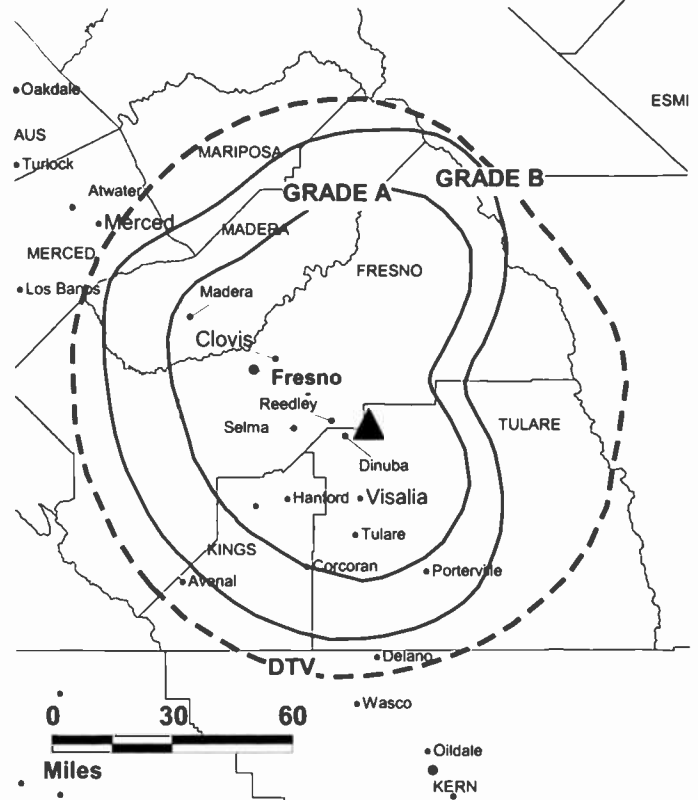 Oakdale
ESMI
AUS
MARIPOSA
Turlock
GRADE B
Atwater
GRADE A
Merced
MADERA
MERCED
FRESNO
Los Banos
Madera
Clovis
Fresno
Reedley
Selma
TULARE
Dinuba
Hanford
Visalia
Tulare
KINGS
Corcoran
Porterville
Avenal
Delano
DTV
Wasco
0 30 60
Oildale
Miles
KERN